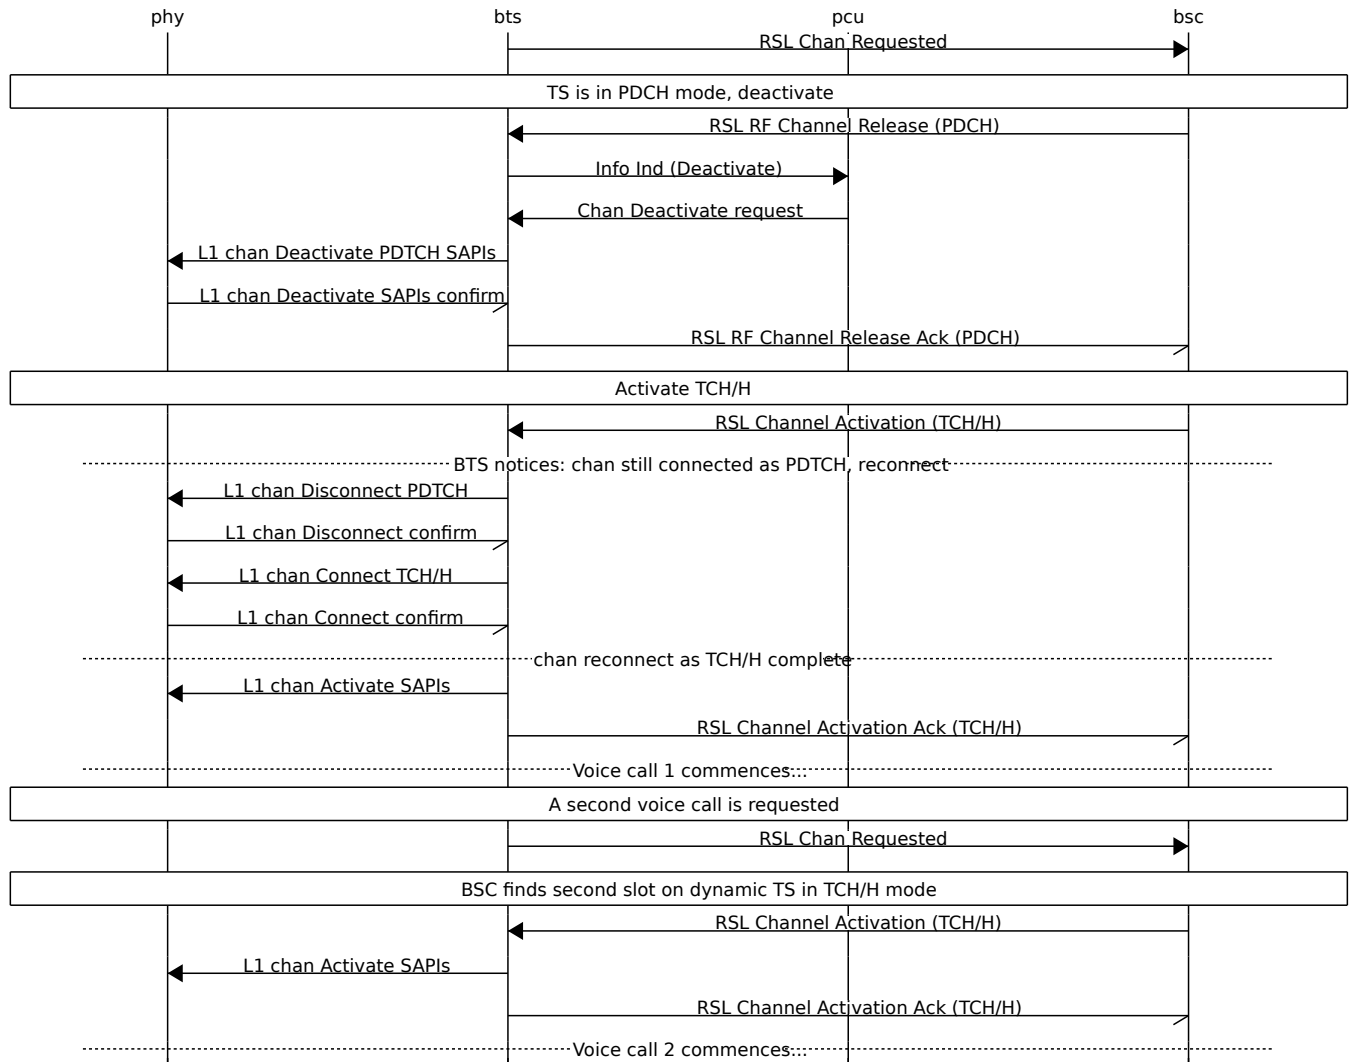 phy bts pcu bsc
RSL Chan Requested
TS is in PDCH mode, deactivate
RSL RF Channel Release (PDCH)
Info Ind (Deactivate)
Chan Deactivate request
L1 chan Deactivate PDTCH SAPIs
L1 chan Deactivate SAPIs confirm
RSL RF Channel Release Ack (PDCH)
Activate TCH/H
RSL Channel Activation (TCH/H)
BTS notices: chan still connected as PDTCH, reconnect
L1 chan Disconnect PDTCH
L1 chan Disconnect confirm
L1 chan Connect TCH/H
L1 chan Connect confirm
chan reconnect as TCH/H complete
L1 chan Activate SAPIs
RSL Channel Activation Ack (TCH/H)
Voice call 1 commences...
A second voice call is requested
RSL Chan Requested
BSC finds second slot on dynamic TS in TCH/H mode
RSL Channel Activation (TCH/H)
L1 chan Activate SAPIs
RSL Channel Activation Ack (TCH/H)
Voice call 2 commences...